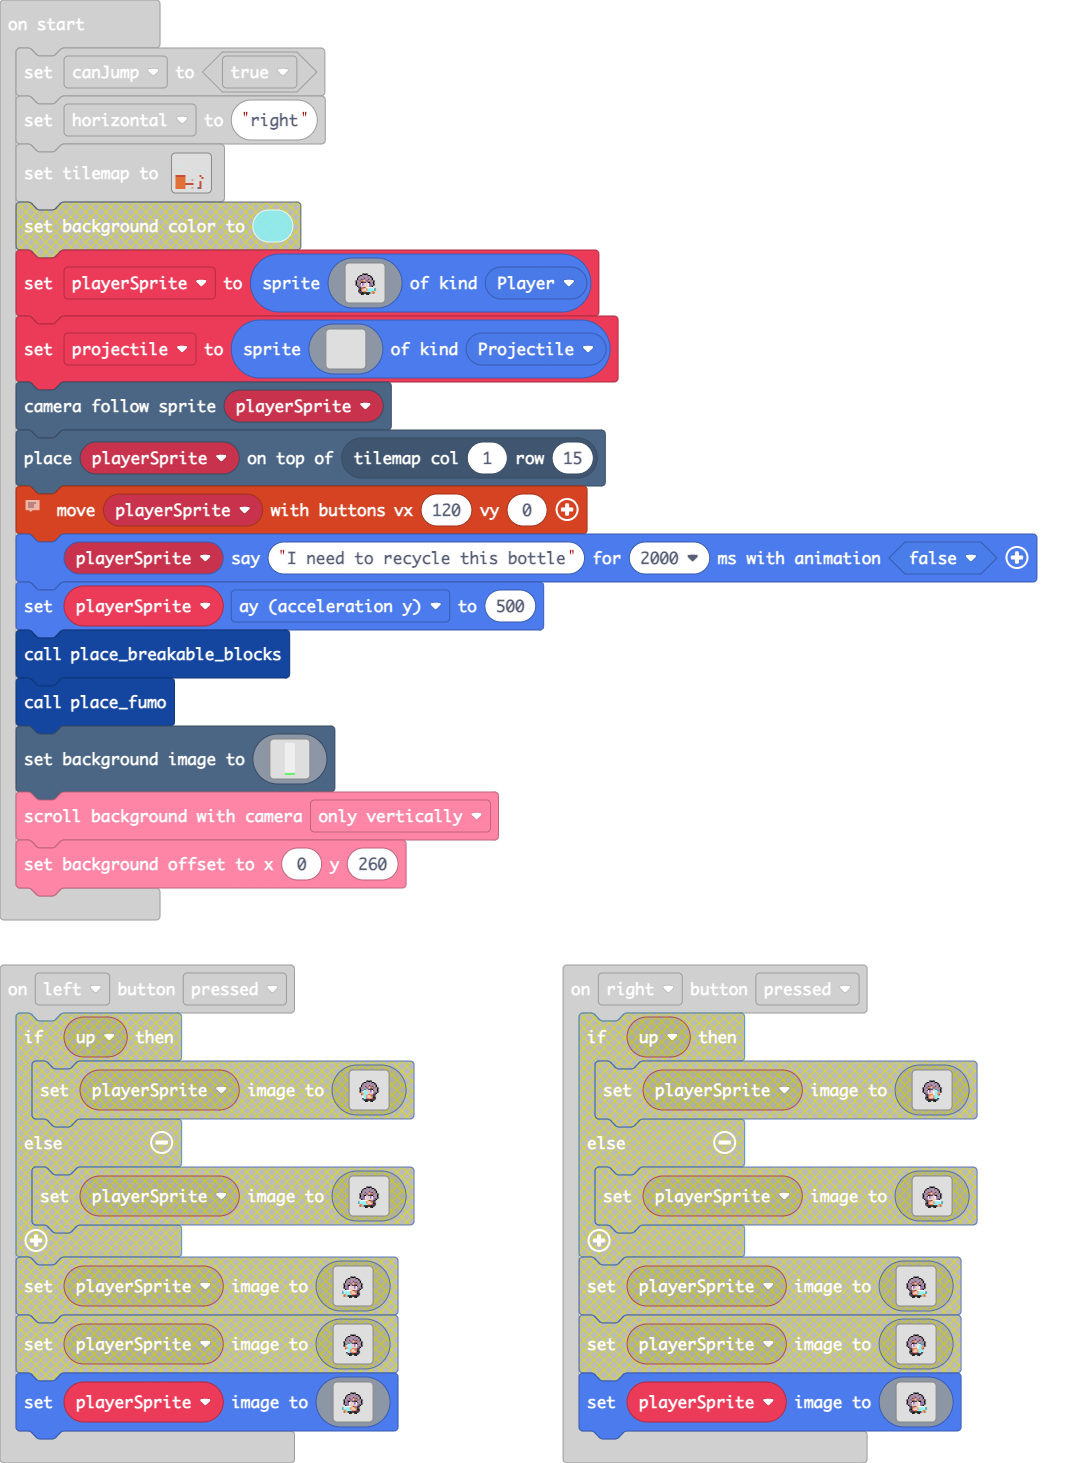 on start
set canJump to true
set horizontal to "right"
set tilemap to
set background color to
set playerSprite to sprite of kind Player
set projectile to sprite of kind Projectile
camera follow sprite playerSprite
place playerSprite on top of tilemap col 1 row 15
move playerSprite with buttons vx 120 vy 0
playerSprite say "I need to recycle this bottle" for 2000 ms with animation false
set playerSprite ay (acceleration y) to 500
call place_breakable_blocks
call place_fumo
set background image to
scroll background with camera only vertically
set background offset to x 0 y 260
on left button pressed
if up then
set playerSprite image to
else
set playerSprite image to
set playerSprite image to
set playerSprite image to
set playerSprite image to
on right button pressed
if up then
set playerSprite image to
else
set playerSprite image to
set playerSprite image to
set playerSprite image to
set playerSprite image to